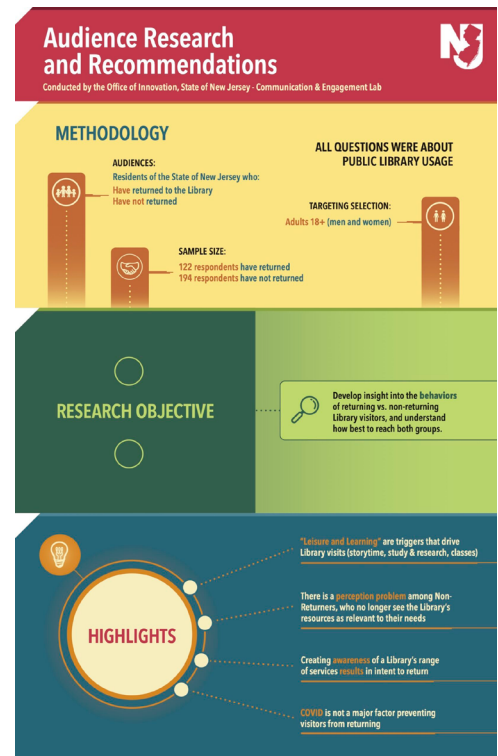 Audience Research
and Recommendations
Conducted by the Office of Innovation, State of New Jersey - Communication & Engagement Lab
NJ
METHODOLOGY
AUDIENCES:
Residents of the State of New Jersey who:
Have returned to the Library
Have not returned
SAMPLE SIZE:
122 respondents have returned
194 respondents have not returned
ALL QUESTIONS WERE ABOUT
PUBLIC LIBRARY USAGE
TARGETING SELECTION:
Adults 18+ (men and women)
RESEARCH OBJECTIVE
Develop insight into the behaviors
of returning vs. non-returning
Library visitors, and understand
how best to reach both groups.
HIGHLIGHTS
"Leisure and Learning" are triggers that drive
Library visits (storytime, study & research, classes)
There is a perception problem among Non-
Returners, who no longer see the Library's
resources as relevant to their needs
Creating awareness of a Library's range
of services results in intent to return
COVID is not a major factor preventing
visitors from returning